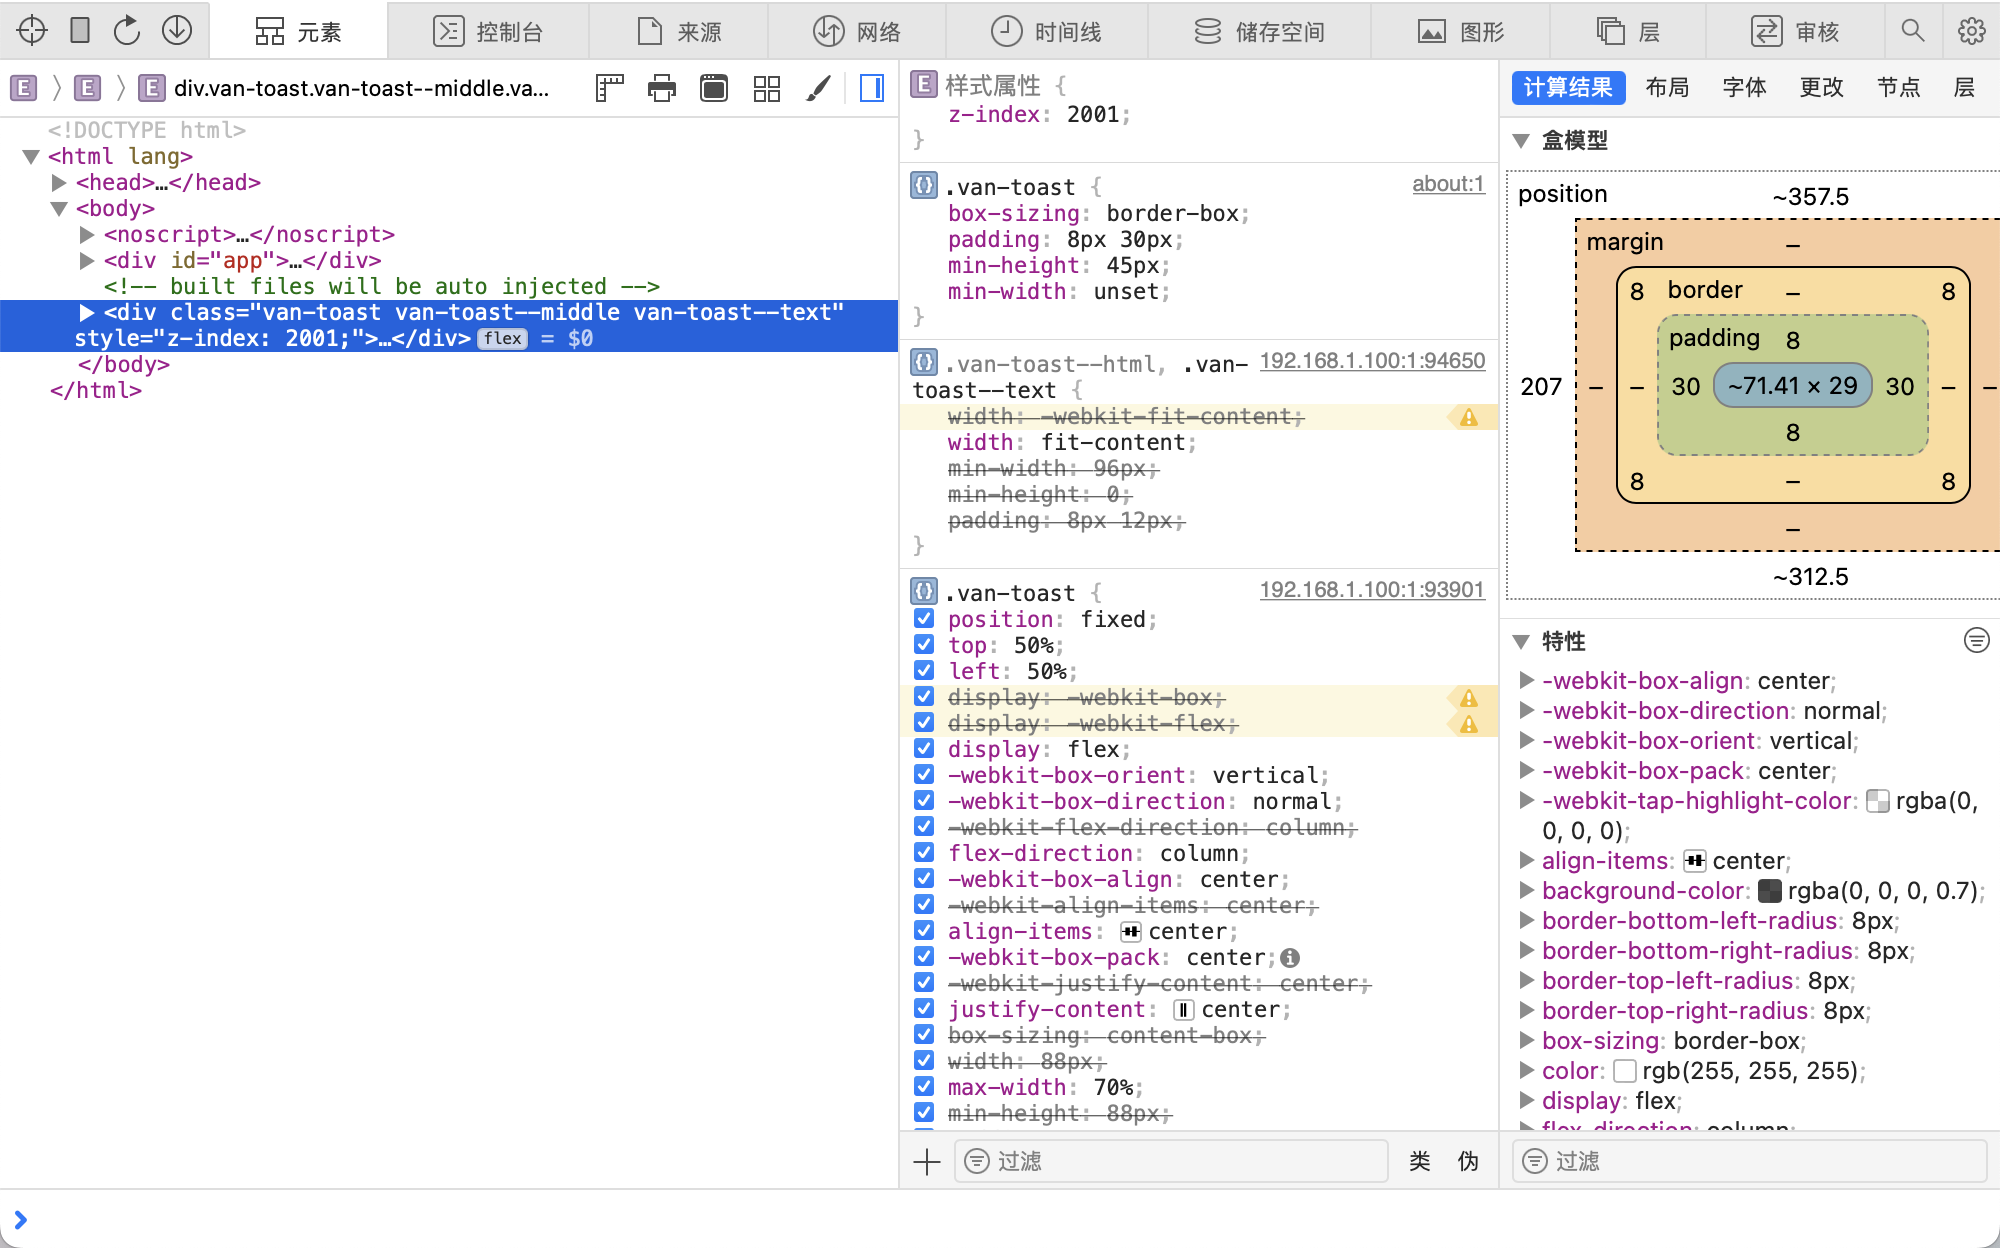 元素
控制台
来源
网络
时间线
储存空间
图形
层
审核
E 〉 E 〉 E div.van-toast.van-toast--middle.va...
<!DOCTYPE html>
<html lang>
<head>…</head>
<body>
<noscript>…</noscript>
<div id="app">…</div>
<!-- built files will be auto injected -->
<div class="van-toast van-toast--middle van-toast--text"
style="z-index: 2001;">…</div> flex = $0
</body>
</html>
E 样式属性 {
z-index: 2001;
}
.van-toast { about:1
box-sizing: border-box;
padding: 8px 30px;
min-height: 45px;
min-width: unset;
}
.van-toast--html, .van- 192.168.1.100:1:94650
toast--text {
width: -webkit-fit-content;
width: fit-content;
min-width: 96px;
min-height: 0;
padding: 8px 12px;
}
.van-toast { 192.168.1.100:1:93901
position: fixed;
top: 50%;
left: 50%;
display: -webkit-box;
display: -webkit-flex;
display: flex;
-webkit-box-orient: vertical;
-webkit-box-direction: normal;
-webkit-flex-direction: column;
flex-direction: column;
-webkit-box-align: center;
-webkit-align-items: center;
align-items: center;
-webkit-box-pack: center;
-webkit-justify-content: center;
justify-content: center;
box-sizing: content-box;
width: 88px;
max-width: 70%;
min-height: 88px;
过滤
类 伪
计算结果 布局 字体 更改 节点 层
盒模型
position ~357.5
margin –
8 border – 8
padding 8
207 – – 30 ~71.41 × 29 30 – –
8
8 – 8
–
~312.5
特性
-webkit-box-align: center;
-webkit-box-direction: normal;
-webkit-box-orient: vertical;
-webkit-box-pack: center;
-webkit-tap-highlight-color: rgba(0,
0, 0, 0);
align-items: center;
background-color: rgba(0, 0, 0, 0.7);
border-bottom-left-radius: 8px;
border-bottom-right-radius: 8px;
border-top-left-radius: 8px;
border-top-right-radius: 8px;
box-sizing: border-box;
color: rgb(255, 255, 255);
display: flex;
flex-direction: column;
过滤